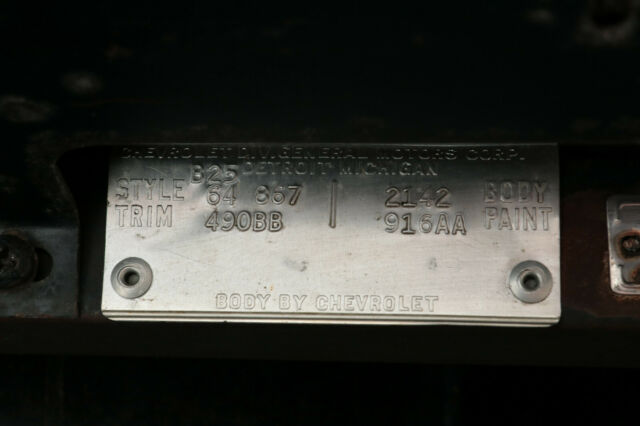 CHEVROLET DIV. GENERAL MOTORS CORP.
B25 DETROIT MICHIGAN
STYLE 64 867 2142 BODY
TRIM 490BB 916AA PAINT
BODY BY CHEVROLET